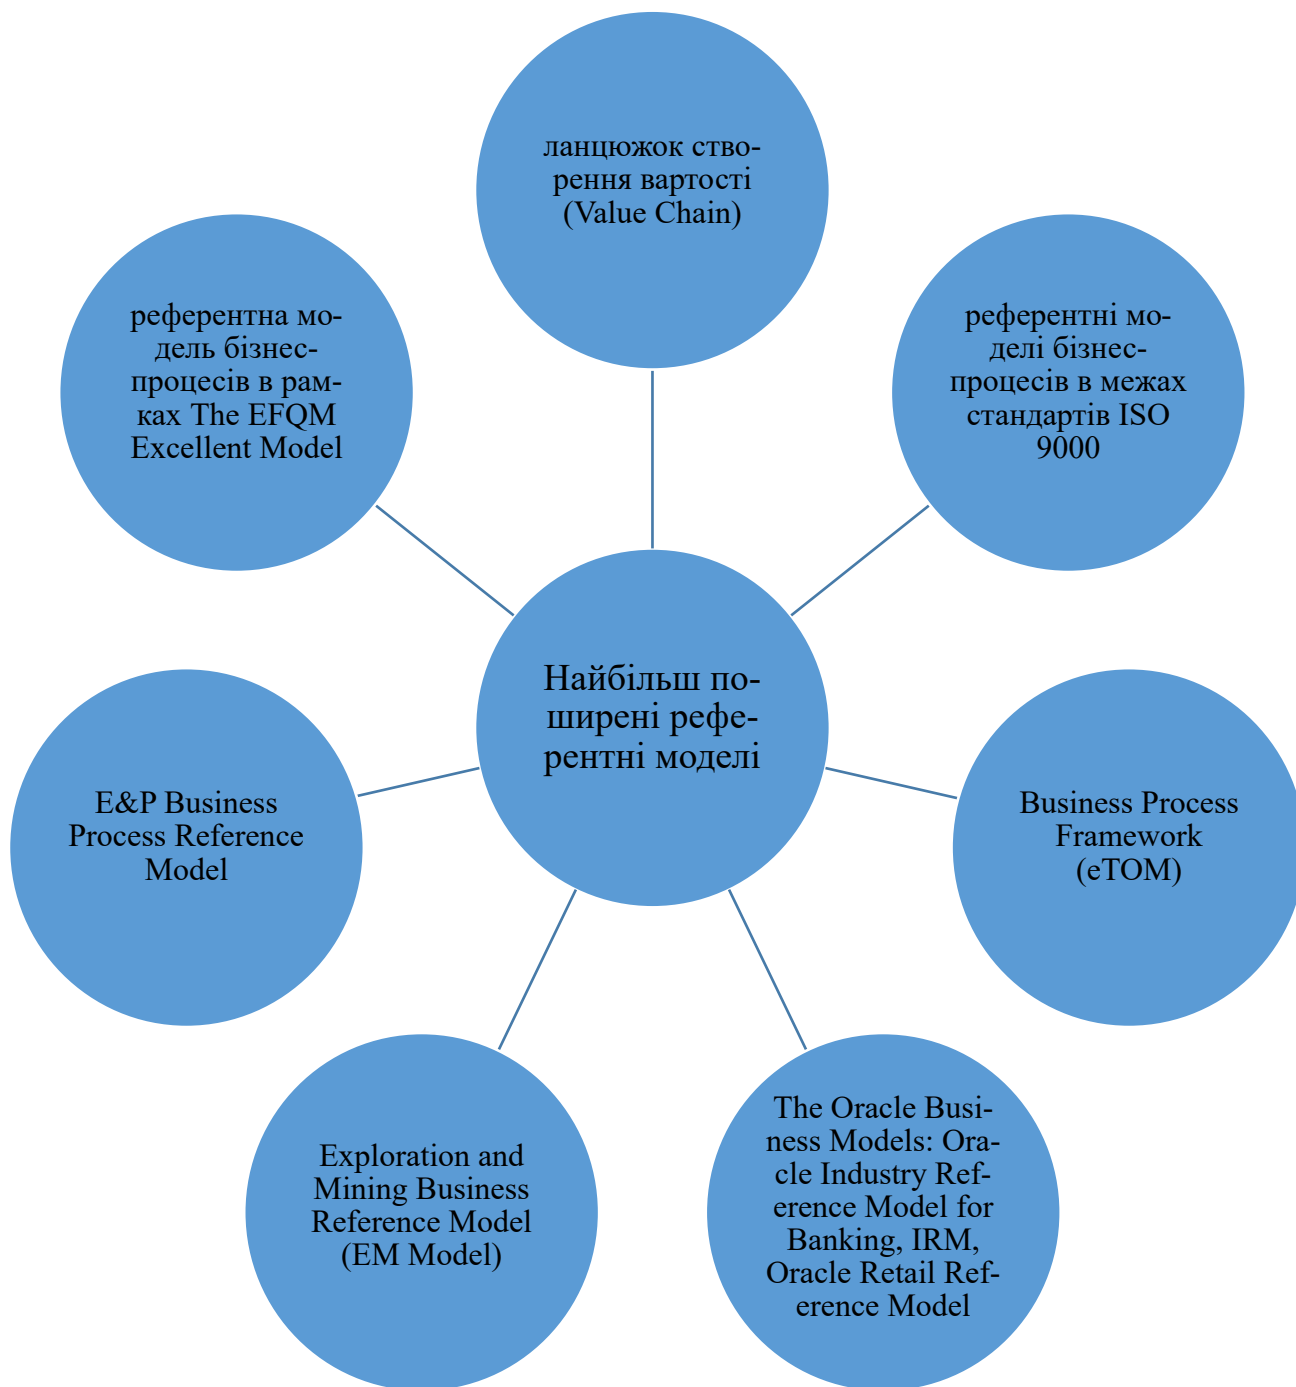 ланцюжок ство-
рення вартості
(Value Chain)
референтні мо-
делі бізнес-
процесів в межах
стандартів ISO
9000
Business Process
Framework
(eTOM)
The Oracle Busi-
ness Models: Ora-
cle Industry Ref-
erence Model for
Banking, IRM,
Oracle Retail Ref-
erence Model
Exploration and
Mining Business
Reference Model
(EM Model)
E&P Business
Process Reference
Model
референтна мо-
дель бізнес-
процесів в рам-
ках The EFQM
Excellent Model
Найбільш по-
ширені рефе-
рентні моделі